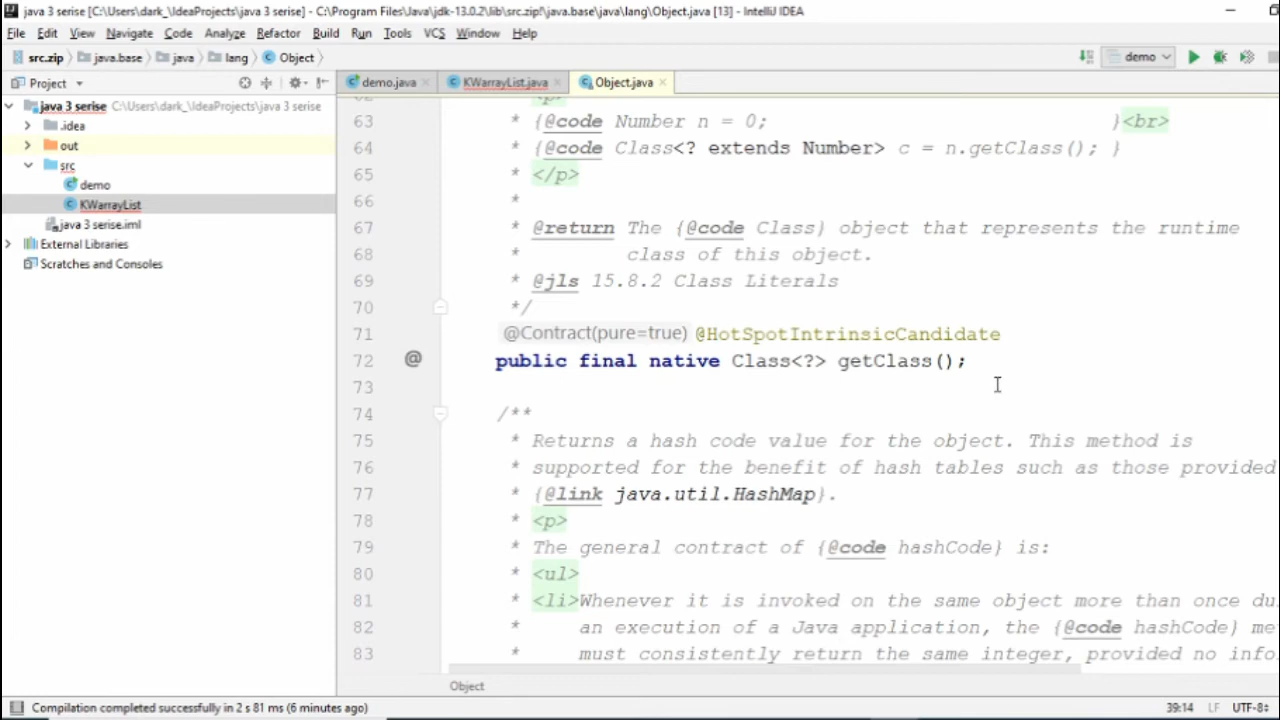 java 3 serise [C:\Users\dark_\IdeaProjects\java 3 serise] - C:\Program Files\Java\jdk-13.0.2\lib\src.zip!\java.base\java\lang\Object.java [13] - IntelliJ IDEA
File Edit View Navigate Code Analyze Refactor Build Run Tools VCS Window Help
src.zip java.base java lang Object demo
Project demo.java KWarrayList.java Object.java
java 3 serise C:\Users\dark_\IdeaProjects\java 3 serise
.idea
out
src
demo
KWarrayList
java 3 serise.iml
External Libraries
Scratches and Consoles
62 * <p>
63 * {@code Number n = 0; }<br>
64 * {@code Class<? extends Number> c = n.getClass(); }
65 * </p>
66 *
67 * @return The {@code Class} object that represents the runtime
68 * class of this object.
69 * @jls 15.8.2 Class Literals
70 */
71 @Contract(pure=true) @HotSpotIntrinsicCandidate
72 @ public final native Class<?> getClass();
73
74 /**
75 * Returns a hash code value for the object. This method is
76 * supported for the benefit of hash tables such as those provided
77 * {@link java.util.HashMap}.
78 * <p>
79 * The general contract of {@code hashCode} is:
80 * <ul>
81 * <li>Whenever it is invoked on the same object more than once du
82 * an execution of a Java application, the {@code hashCode} me
83 * must consistently return the same integer, provided no info
Object
Compilation completed successfully in 2 s 81 ms (6 minutes ago) 39:14 LF UTF-8